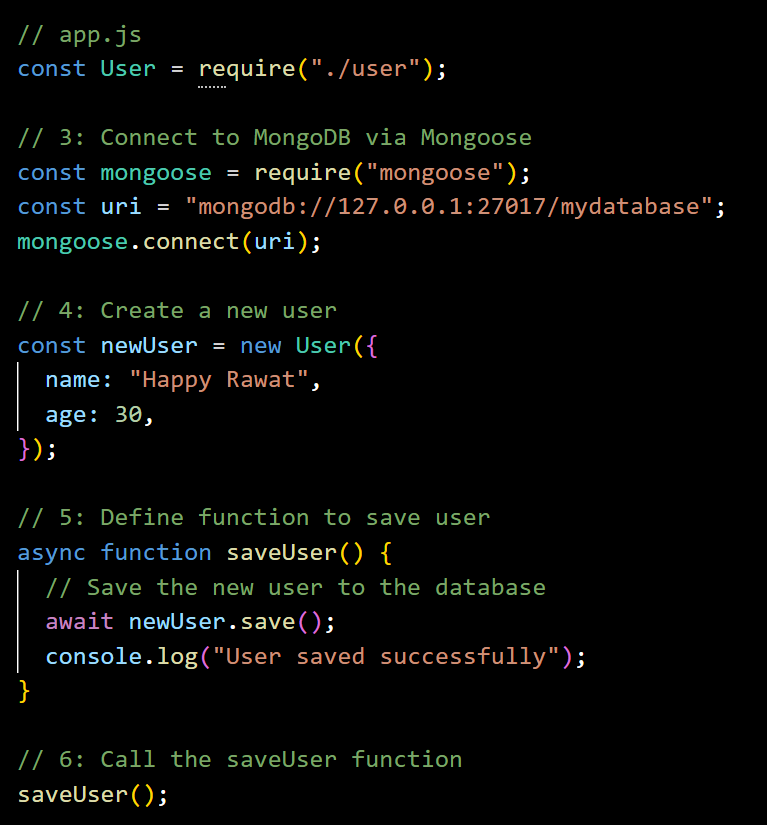 // app.js
const User = require("./user");
// 3: Connect to MongoDB via Mongoose
const mongoose = require("mongoose");
const uri = "mongodb://127.0.0.1:27017/mydatabase";
mongoose.connect(uri);
// 4: Create a new user
const newUser = new User({
  name: "Happy Rawat",
  age: 30,
});
// 5: Define function to save user
async function saveUser() {
  // Save the new user to the database
  await newUser.save();
  console.log("User saved successfully");
}
// 6: Call the saveUser function
saveUser();